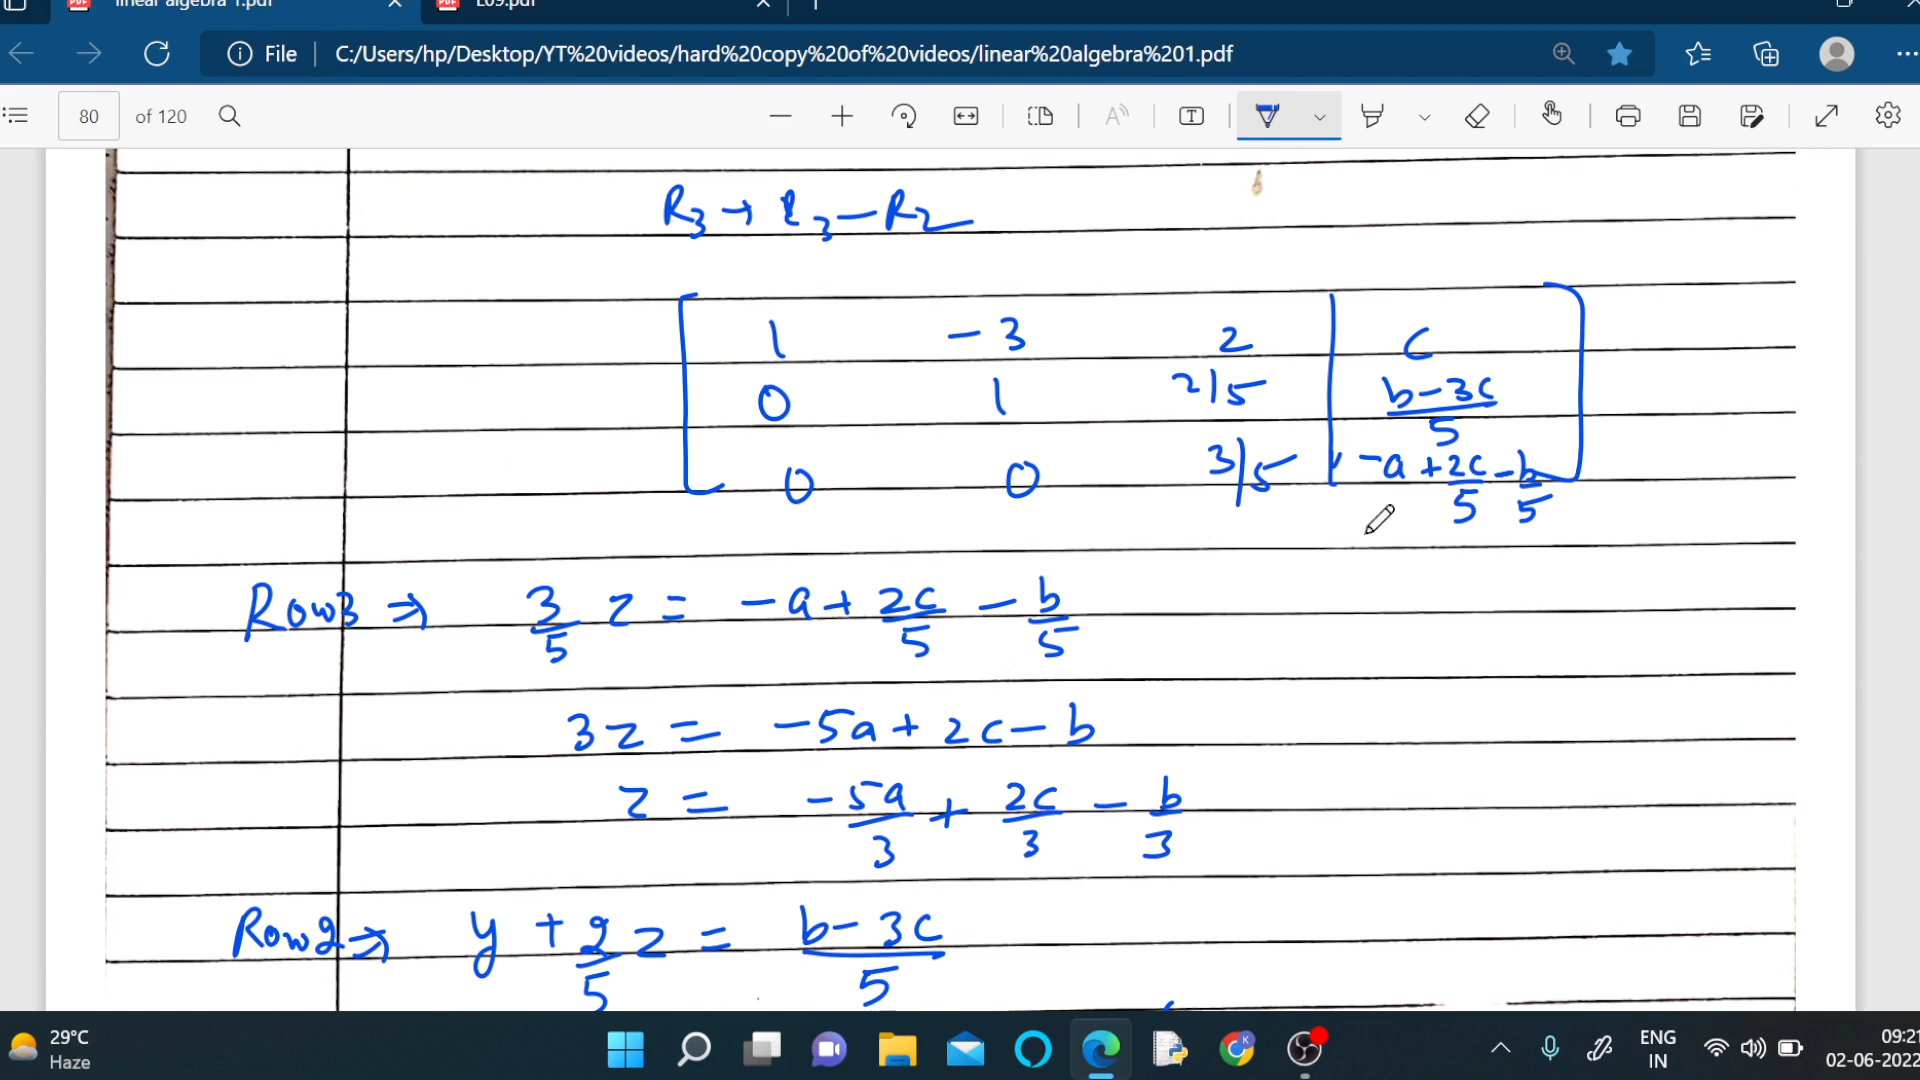 linear algebra 1.pdf
L09.pdf
File C:/Users/hp/Desktop/YT%20videos/hard%20copy%20of%20videos/linear%20algebra%201.pdf
80 of 120
R3 → R3 − R2
1 −3 2 | c
0 1 2/5 | (b−3c)/5
0 0 3/5 | −a + 2c/5 − b/5
Row3 ⇒ 3/5 z = −a + 2c/5 − b/5
3z = −5a + 2c − b
z = −5a/3 + 2c/3 − b/3
Row2 ⇒ y + 2/5 z = (b−3c)/5
29°C
Haze
ENG
IN
09:21
02-06-2022